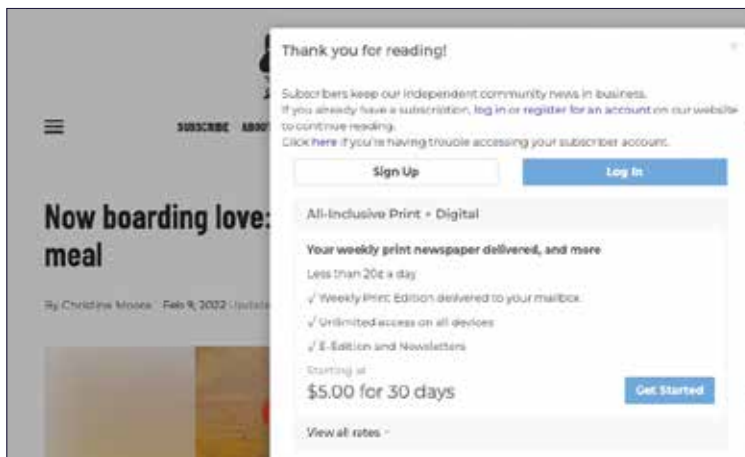 Thank you for reading!
×
Subscribers keep our independent community news in business.
If you already have a subscription, log in or register for an account on our website
to continue reading.
Click here if you're having trouble accessing your subscriber account.
SUBSCRIBE ABOU
Sign Up
Log In
All-Inclusive Print + Digital
Your weekly print newspaper delivered, and more
Less than 20¢ a day
√ Weekly Print Edition delivered to your mailbox
√ Unlimited access on all devices
√ E-Edition and Newsletters
Starting at
$5.00 for 30 days
Get Started
View all rates
Now boarding love:
meal
By Christine Moore Feb 9, 2022 Update